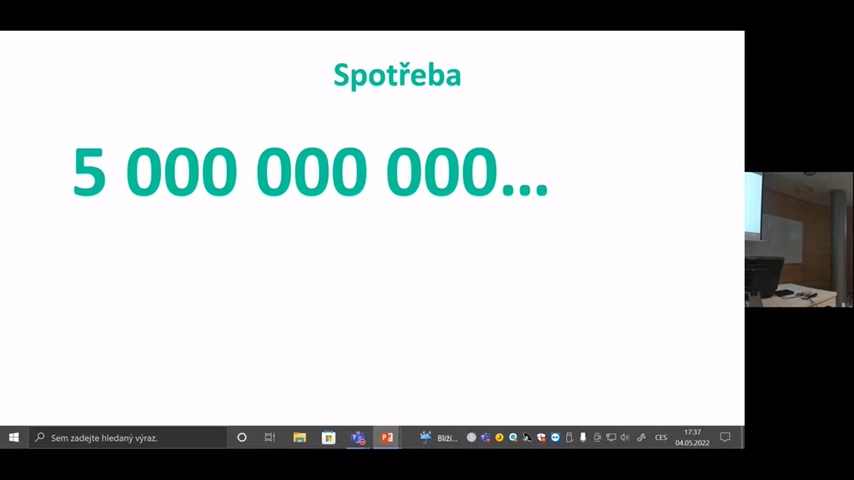 Spotřeba
5 000 000 000...
Sem zadejte hledaný výraz.
Blíží...
CES
17:37
04.05.2022